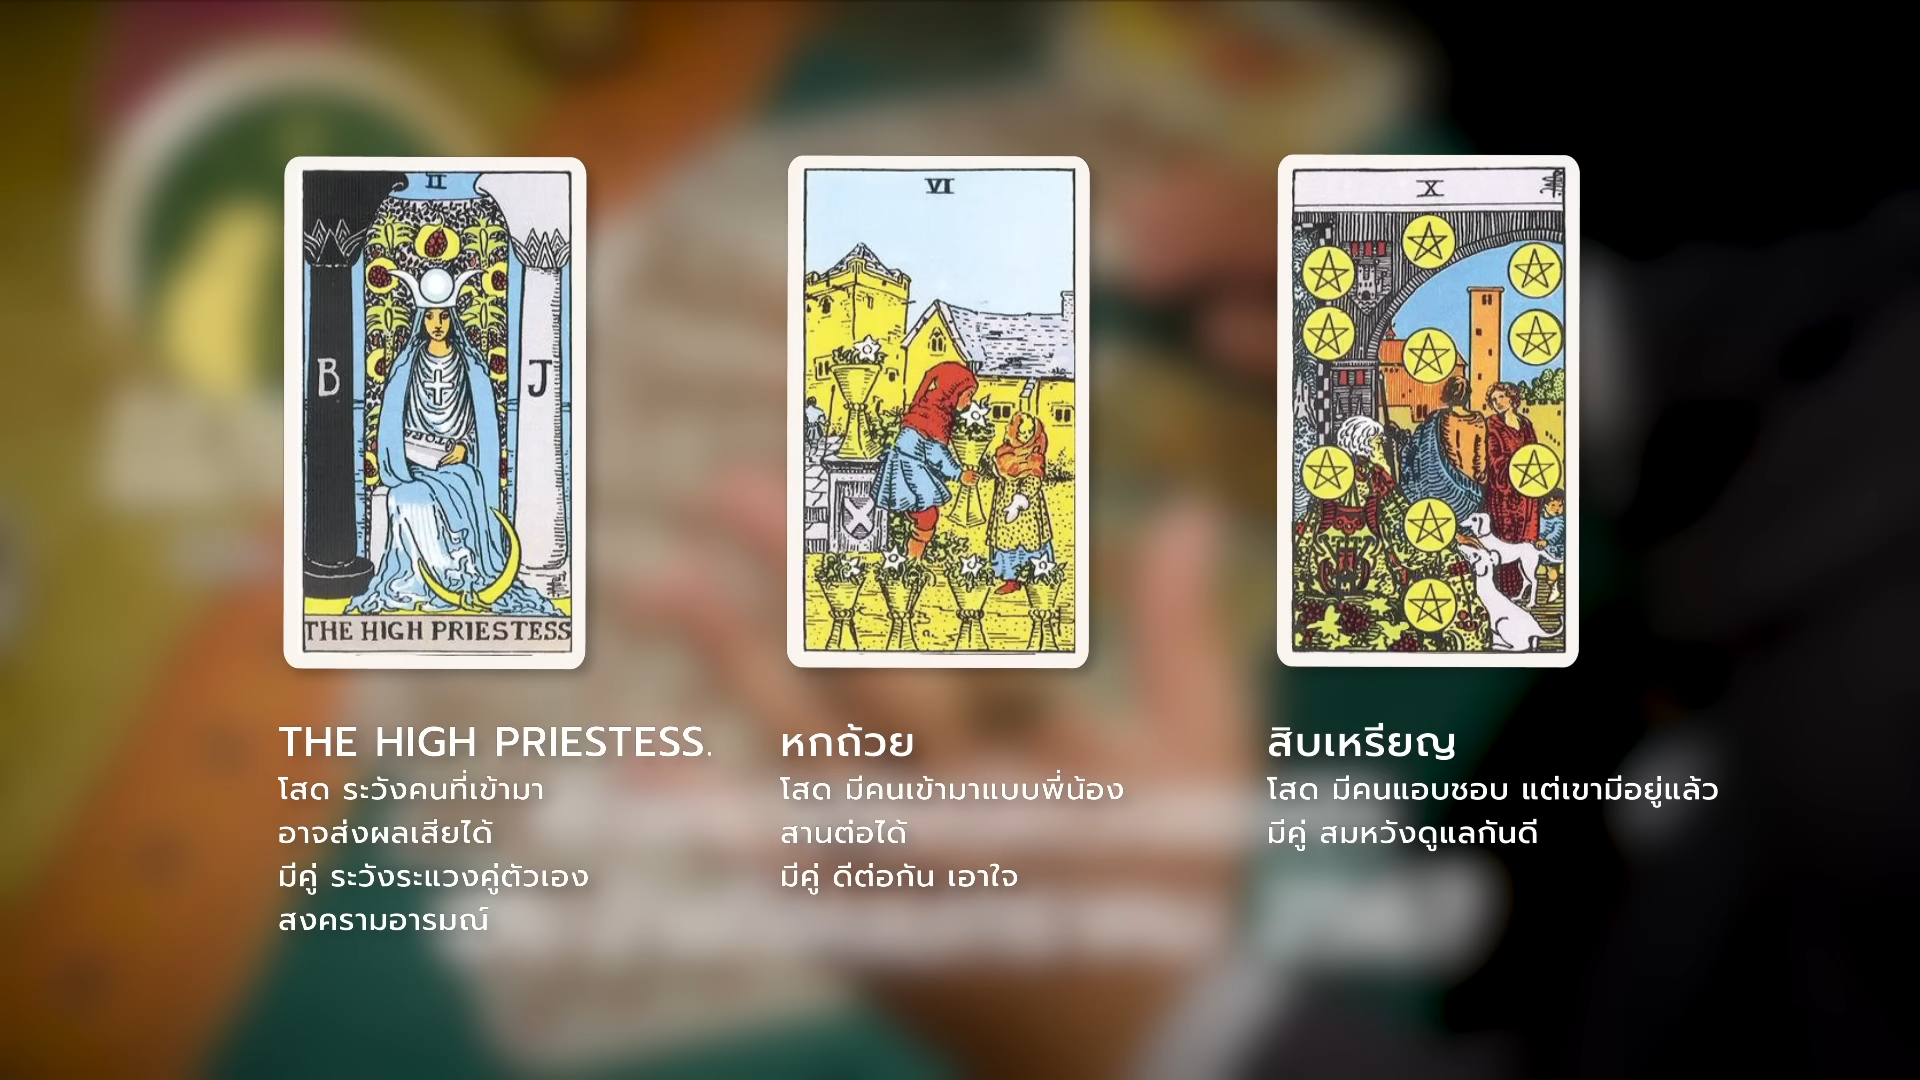 II
B
J
TORA
THE HIGH PRIESTESS
VI
X
THE HIGH PRIESTESS.
โสด ระวังคนที่เข้ามา
อาจส่งผลเสียได้
มีคู่ ระวังระแวงคู่ตัวเอง
สงครามอารมณ์
หกถ้วย
โสด มีคนเข้ามาแบบพี่น้อง
สานต่อได้
มีคู่ ดีต่อกัน เอาใจ
สิบเหรียญ
โสด มีคนแอบชอบ แต่เขามีอยู่แล้ว
มีคู่ สมหวังดูแลกันดี